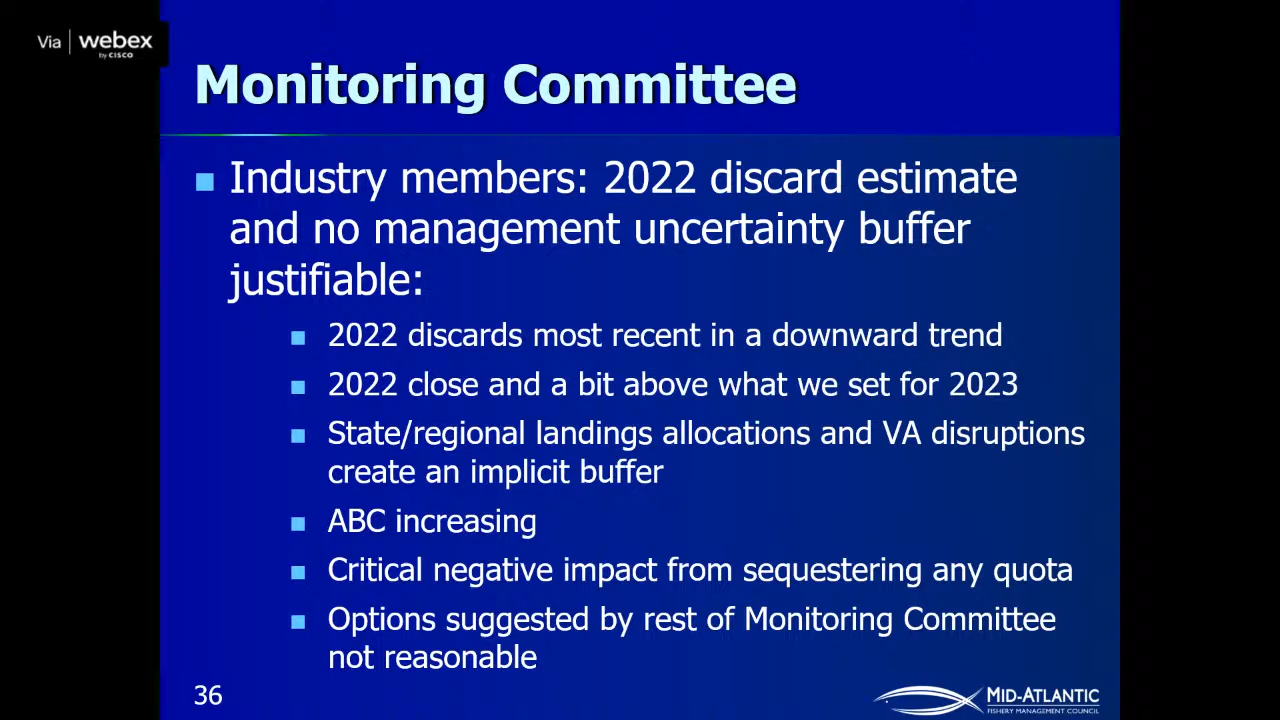 Via webex
by CISCO
Monitoring Committee
Industry members: 2022 discard estimate
and no management uncertainty buffer
justifiable:
2022 discards most recent in a downward trend
2022 close and a bit above what we set for 2023
State/regional landings allocations and VA disruptions
create an implicit buffer
ABC increasing
Critical negative impact from sequestering any quota
Options suggested by rest of Monitoring Committee
not reasonable
36
MID-ATLANTIC
FISHERY MANAGEMENT COUNCIL